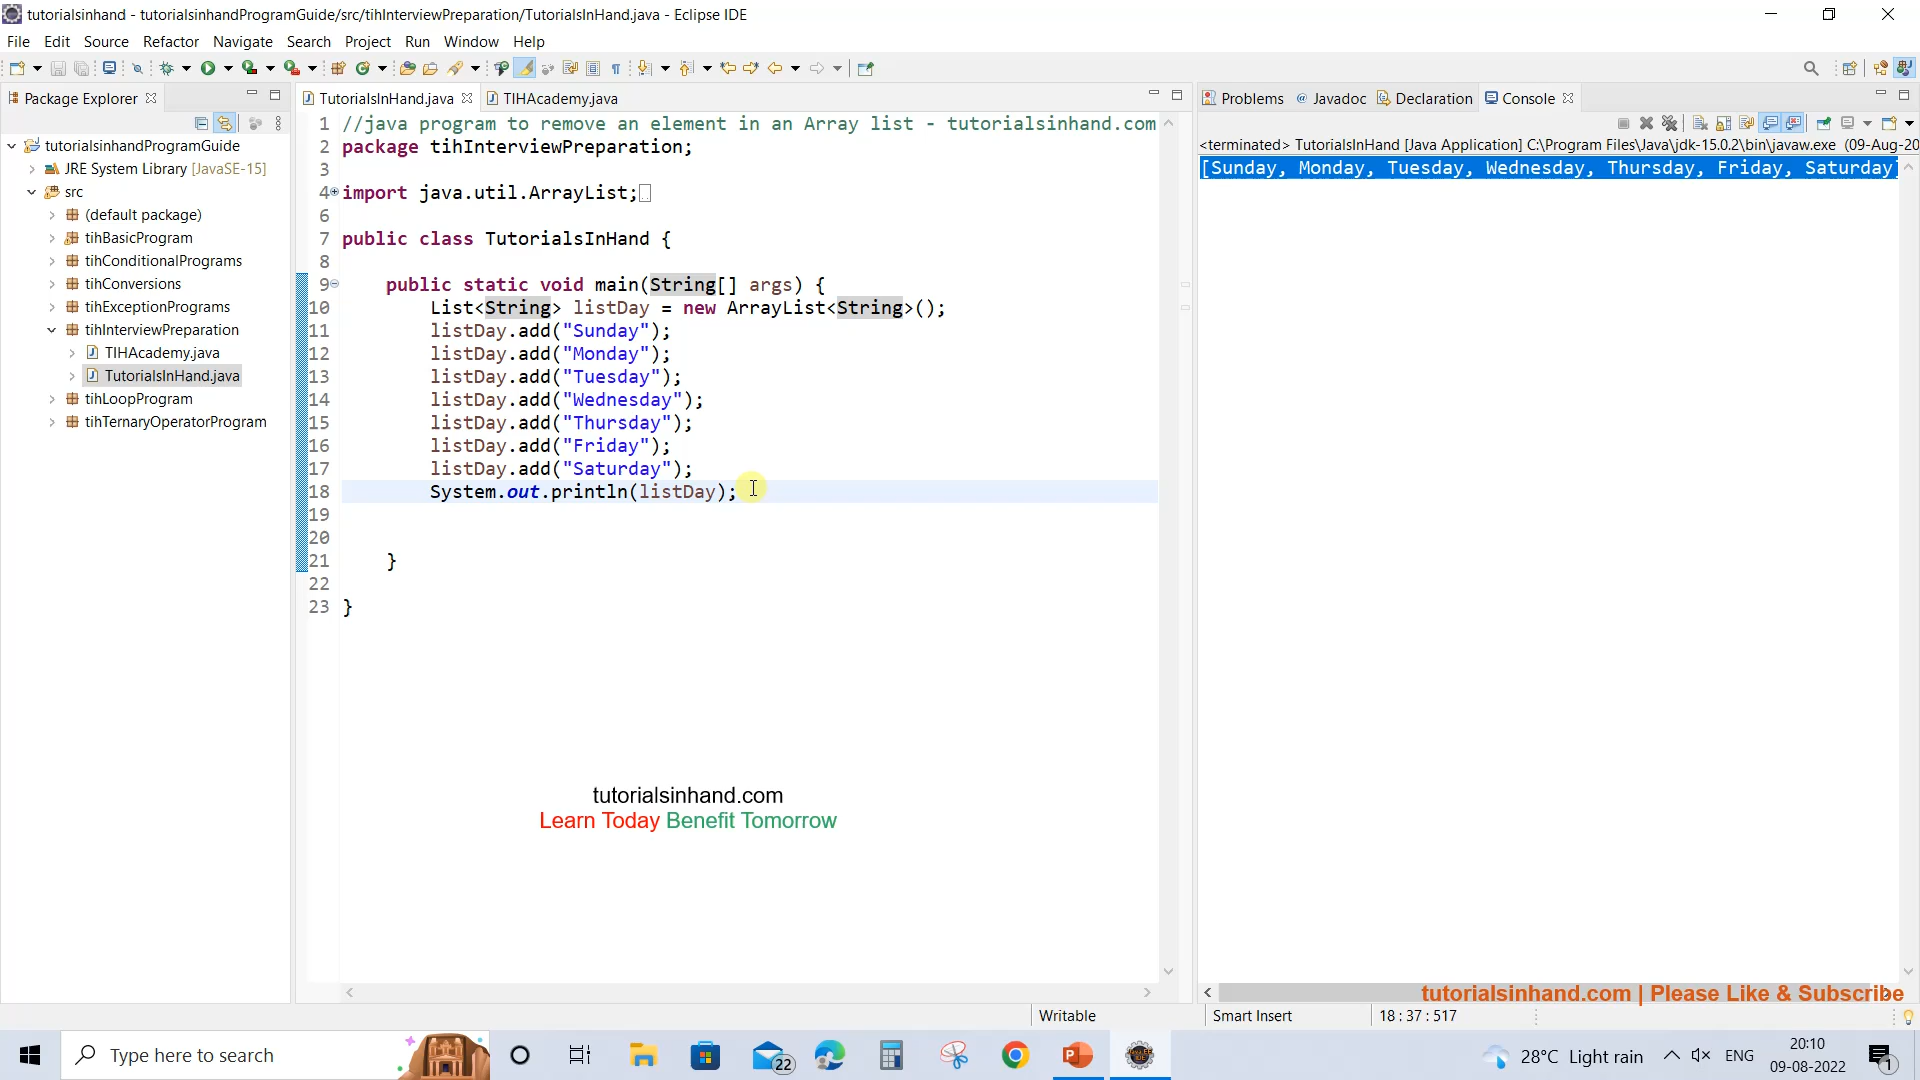 tutorialsinhand - tutorialsinhandProgramGuide/src/tihInterviewPreparation/TutorialsInHand.java - Eclipse IDE
File Edit Source Refactor Navigate Search Project Run Window Help
Package Explorer
tutorialsinhandProgramGuide
JRE System Library [JavaSE-15]
src
(default package)
tihBasicProgram
tihConditionalPrograms
tihConversions
tihExceptionPrograms
tihInterviewPreparation
TIHAcademy.java
TutorialsInHand.java
tihLoopProgram
tihTernaryOperatorProgram
TutorialsInHand.java TIHAcademy.java
1 //java program to remove an element in an Array list - tutorialsinhand.com
2 package tihInterviewPreparation;
3
4 import java.util.ArrayList;
6
7 public class TutorialsInHand {
8
9 public static void main(String[] args) {
10 List<String> listDay = new ArrayList<String>();
11 listDay.add("Sunday");
12 listDay.add("Monday");
13 listDay.add("Tuesday");
14 listDay.add("Wednesday");
15 listDay.add("Thursday");
16 listDay.add("Friday");
17 listDay.add("Saturday");
18 System.out.println(listDay);
19
20
21 }
22
23 }
tutorialsinhand.com
Learn Today Benefit Tomorrow
Problems @ Javadoc Declaration Console
<terminated> TutorialsInHand [Java Application] C:\Program Files\Java\jdk-15.0.2\bin\javaw.exe (09-Aug-20
[Sunday, Monday, Tuesday, Wednesday, Thursday, Friday, Saturday]
tutorialsinhand.com | Please Like & Subscribe
Writable Smart Insert 18 : 37 : 517
Type here to search
22
28°C Light rain
ENG
20:10
09-08-2022
1